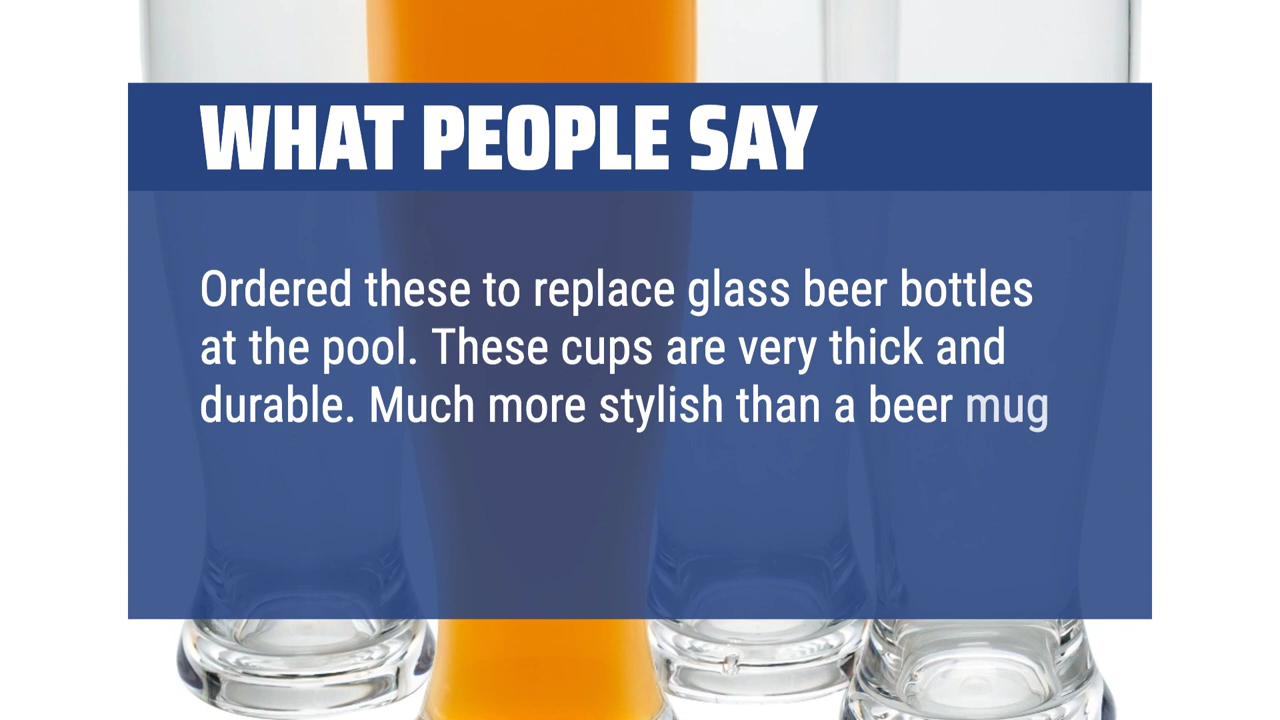 WHAT PEOPLE SAY
Ordered these to replace glass beer bottles
at the pool. These cups are very thick and
durable. Much more stylish than a beer mug